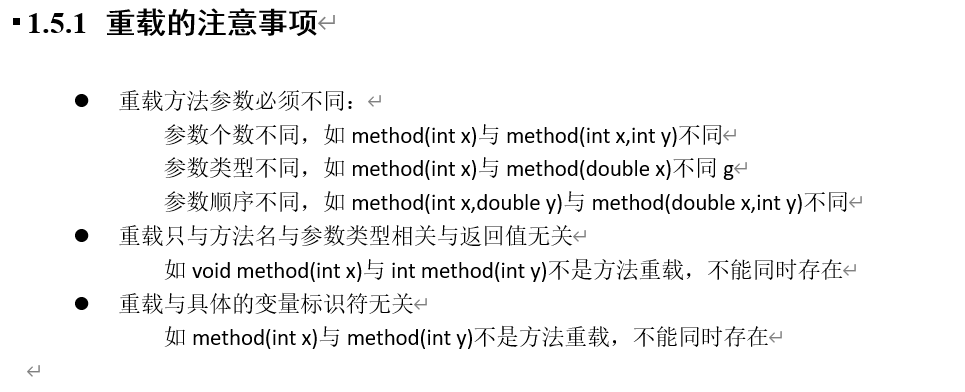 1.5.1 重载的注意事项
● 重载方法参数必须不同：
参数个数不同，如 method(int x)与 method(int x,int y)不同
参数类型不同，如 method(int x)与 method(double x)不同 g
参数顺序不同，如 method(int x,double y)与 method(double x,int y)不同
● 重载只与方法名与参数类型相关与返回值无关
如 void method(int x)与 int method(int y)不是方法重载，不能同时存在
● 重载与具体的变量标识符无关
如 method(int x)与 method(int y)不是方法重载，不能同时存在